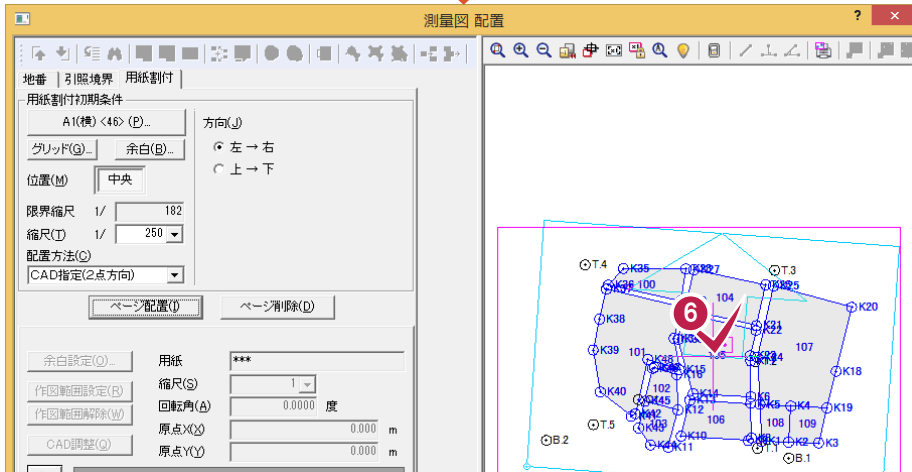 測量図 配置
? ×
地番 引照境界 用紙割付
用紙割付初期条件
A1(横) <46> (P)...
グリッド(G)... 余白(B)...
位置(M) 中央
限界縮尺 1/ 182
縮尺(T) 1/ 250
配置方法(C)
CAD指定(2点方向)
方向(J)
左→右
上→下
ページ配置(I) ページ削除(D)
余白設定(O)...
作図範囲設定(R)
作図範囲解除(W)
CAD調整(Q)
用紙 ***
縮尺(S) 1
回転角(A) 0.0000 度
原点X(X) 0.000 m
原点Y(Y) 0.000 m
T.4 K35 T.3
100 104 K20
6
K38
107
K39 101
K15
K16
K18
K40
102
K14
K6
K5 K4 K19
K12
106 108 109
T.5
103
K10
B.2
K11
K2 K3
T.1
B.1